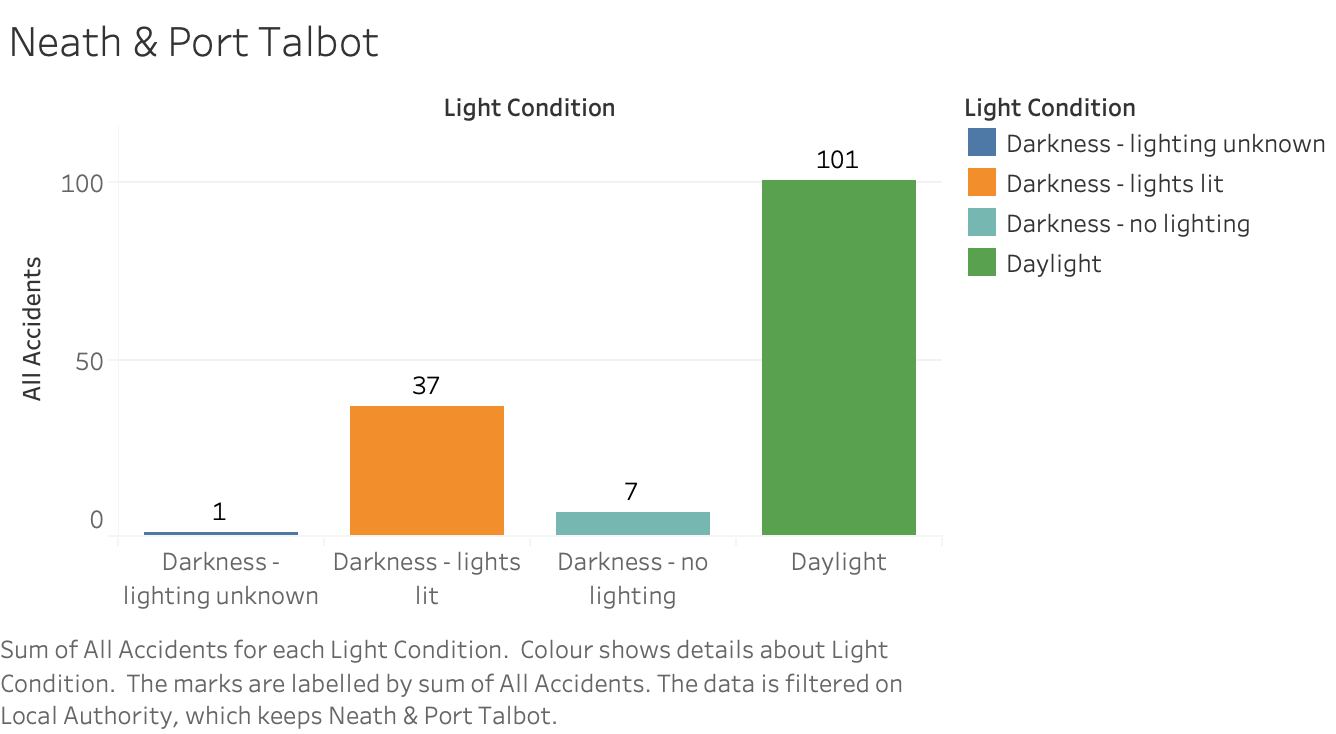 Neath & Port Talbot
Light Condition
Light Condition
Darkness - lighting unknown
Darkness - lights lit
Darkness - no lighting
Daylight
All Accidents
100
50
0
1
37
7
101
Darkness -
lighting unknown
Darkness - lights
lit
Darkness - no
lighting
Daylight
Sum of All Accidents for each Light Condition.  Colour shows details about Light
Condition.  The marks are labelled by sum of All Accidents. The data is filtered on
Local Authority, which keeps Neath & Port Talbot.